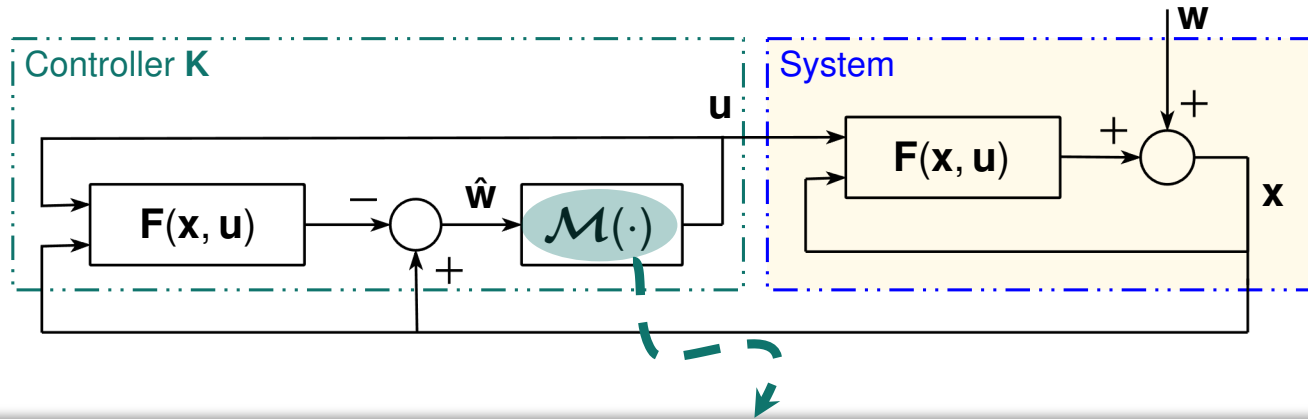 w
Controller K
System
u
+
+
F(x, u)
x
F(x, u)
−
ŵ
M(·)
+